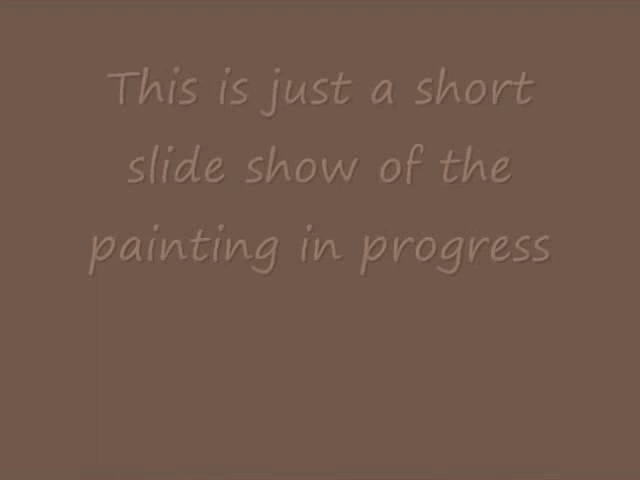 This is just a short
slide show of the
painting in progress